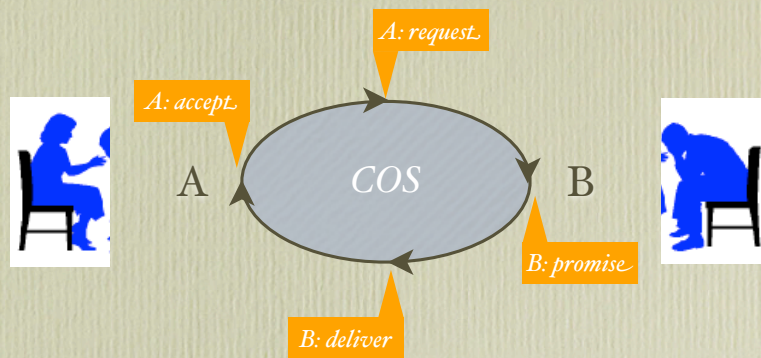 A: request
A: accept
A
COS
B
B: promise
B: deliver